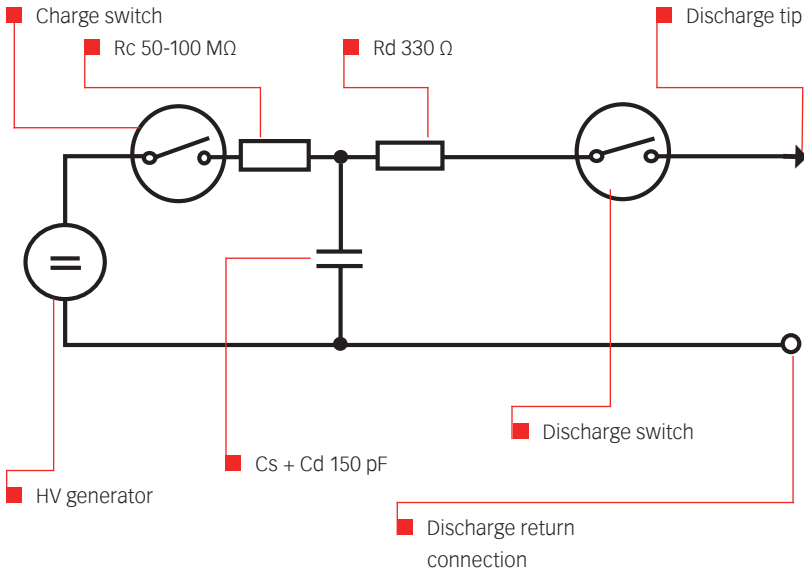 Charge switch
Rc 50-100 MΩ
Rd 330 Ω
Discharge tip
Discharge switch
Cs + Cd 150 pF
HV generator
Discharge return
connection